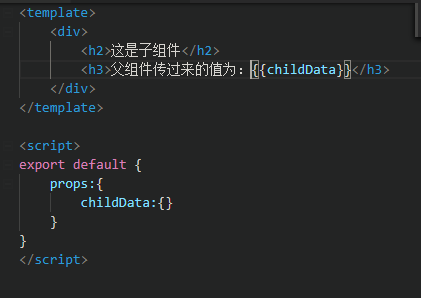 <template>
    <div>
        <h2>这是子组件</h2>
        <h3>父组件传过来的值为：{{childData}}</h3>
    </div>
</template>

<script>
export default {
    props:{
        childData:{}
    }
}
</script>